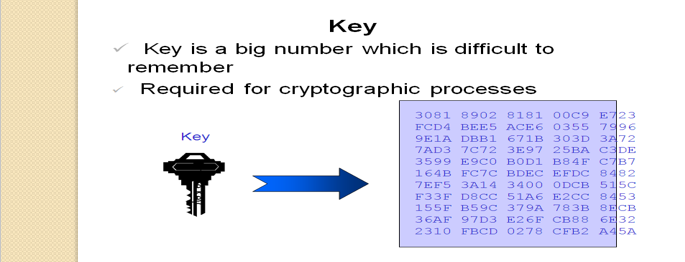 Key
Key is a big number which is difficult to
remember
Required for cryptographic processes
Key
3081 8902 8181 00C9 E723
FCD4 BEE5 ACE6 0355 7996
9E1A DBB1 671B 303D 3A72
7AD3 7C72 3E97 25BA C3DE
3599 E9C0 B0D1 B84F C7B7
164B FC7C BDEC EFDC 8482
7EF5 3A14 3400 0DCB 515C
F33F D8CC 51A6 E2CC 8453
155F B59C 379A 783B 8ECB
36AF 97D3 E26F CB88 6E32
2310 FBCD 0278 CFB2 A45A